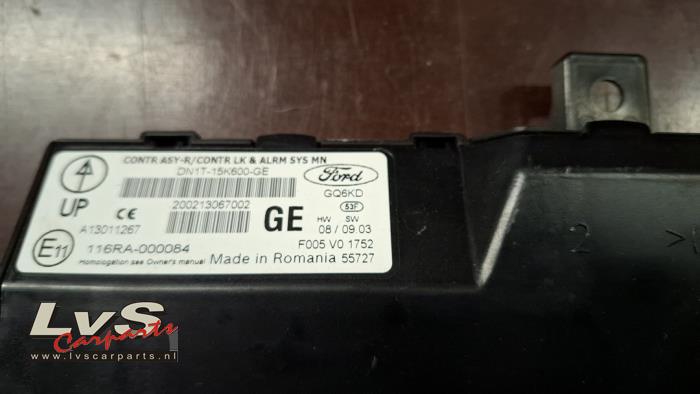 CONTR ASY-R/CONTR LK & ALRM SYS MN
DN1T-15K600-GE
Ford
GQ6KD
UP
200213067002
GE
53F
A13011267
CE
HW SW
08 / 09.03
E11
116RA-000084
F005 V0 1752
Homologation see Owner's manual
Made in Romania 55727
2
LvS
Carparts
www.lvscarparts.nl